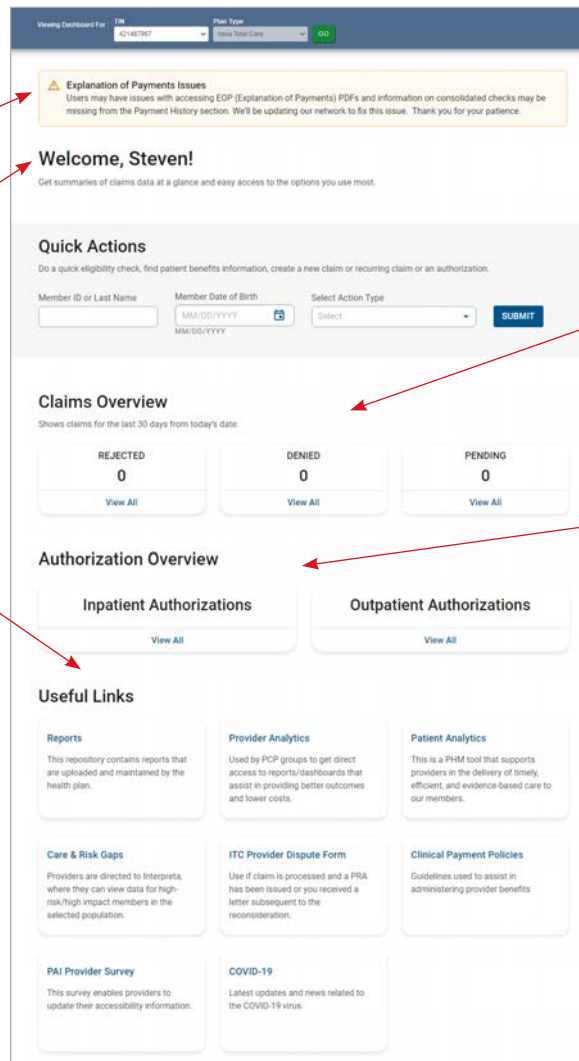 Viewing Dashboard For :
TIN
Plan Type
421487967
Iowa Total Care
GO
Explanation of Payments Issues
Users may have issues with accessing EOP (Explanation of Payments) PDFs and information on consolidated checks may be
missing from the Payment History section. We'll be updating our network to fix this issue. Thank you for your patience.
Welcome, Steven!
Get summaries of claims data at a glance and easy access to the options you use most.
Quick Actions
Do a quick eligibility check, find patient benefits information, create a new claim or recurring claim or an authorization.
Member ID or Last Name
Member Date of Birth
Select Action Type
MM/DD/YYYY
Select
SUBMIT
MM/DD/YYYY
Claims Overview
Shows claims for the last 30 days from today's date.
REJECTED
0
View All
DENIED
0
View All
PENDING
0
View All
Authorization Overview
Inpatient Authorizations
View All
Outpatient Authorizations
View All
Useful Links
Reports
This repository contains reports that
are uploaded and maintained by the
health plan.
Provider Analytics
Used by PCP groups to get direct
access to reports/dashboards that
assist in providing better outcomes
and lower costs.
Patient Analytics
This is a PHM tool that supports
providers in the delivery of timely,
efficient, and evidence-based care to
our members.
Care & Risk Gaps
Providers are directed to Interpreta,
where they can view data for high-
risk/high impact members in the
selected population.
ITC Provider Dispute Form
Use if claim is processed and a PRA
has been issued or you received a
letter subsequent to the
reconsideration.
Clinical Payment Policies
Guidelines used to assist in
administering provider benefits
PAI Provider Survey
This survey enables providers to
update their accessibility information.
COVID-19
Latest updates and news related to
the COVID-19 virus